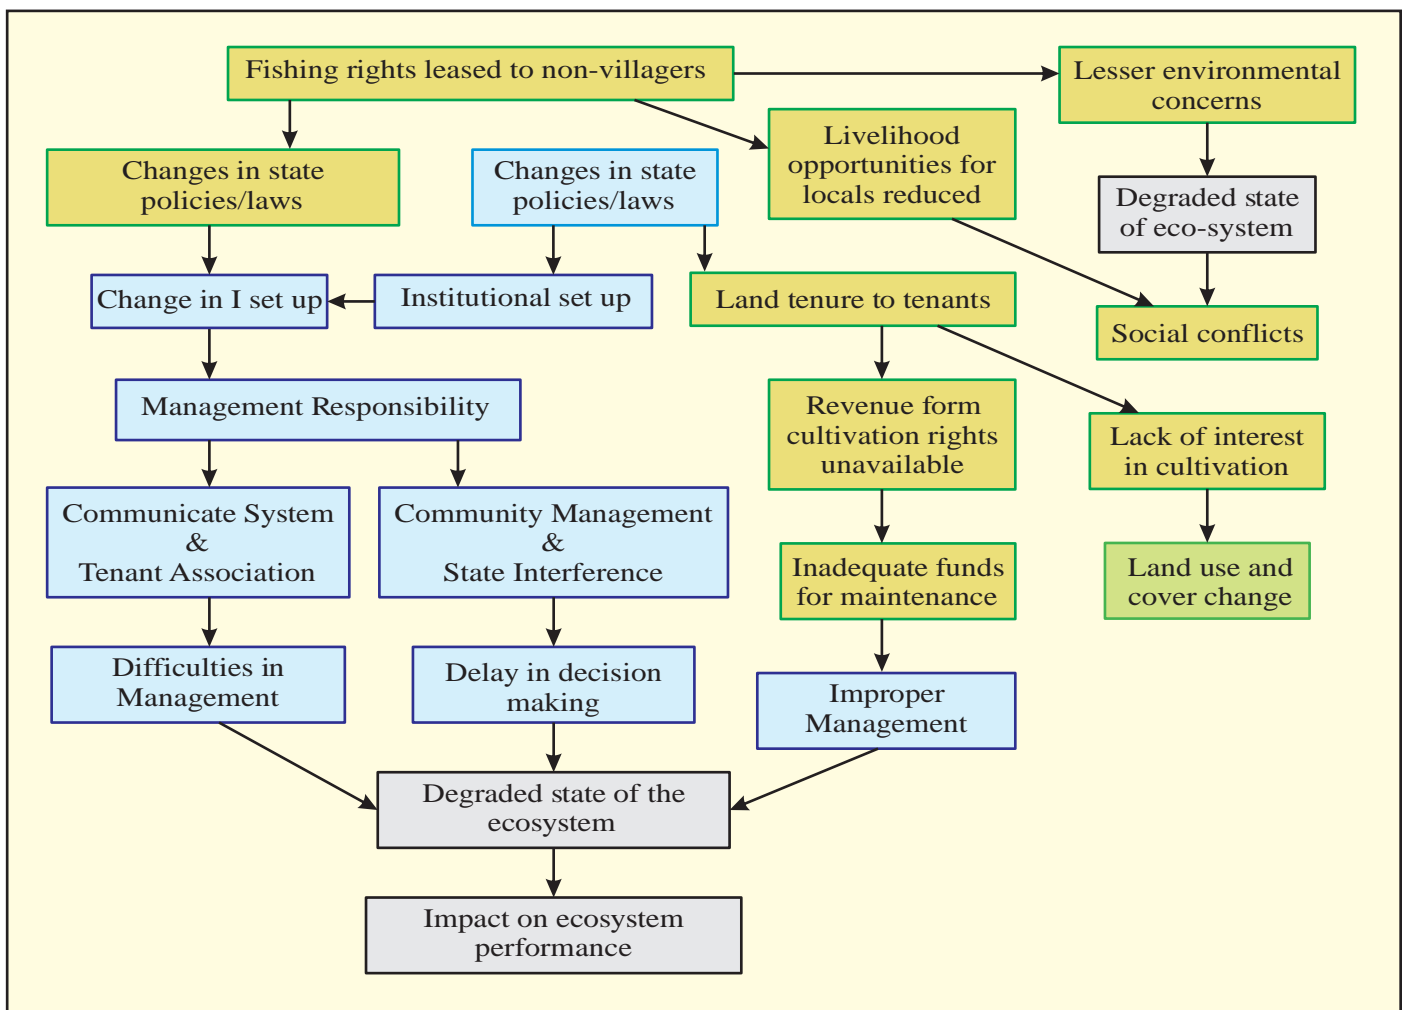 Fishing rights leased to non-villagers
Lesser environmental
concerns
Livelihood
opportunities for
locals reduced
Changes in state
policies/laws
Changes in state
policies/laws
Degraded state
of eco-system
Change in I set up
Institutional set up
Land tenure to tenants
Social conflicts
Management Responsibility
Revenue form
cultivation rights
unavailable
Lack of interest
in cultivation
Communicate System
&
Tenant Association
Community Management
&
State Interference
Inadequate funds
for maintenance
Land use and
cover change
Difficulties in
Management
Delay in decision
making
Improper
Management
Degraded state of the
ecosystem
Impact on ecosystem
performance